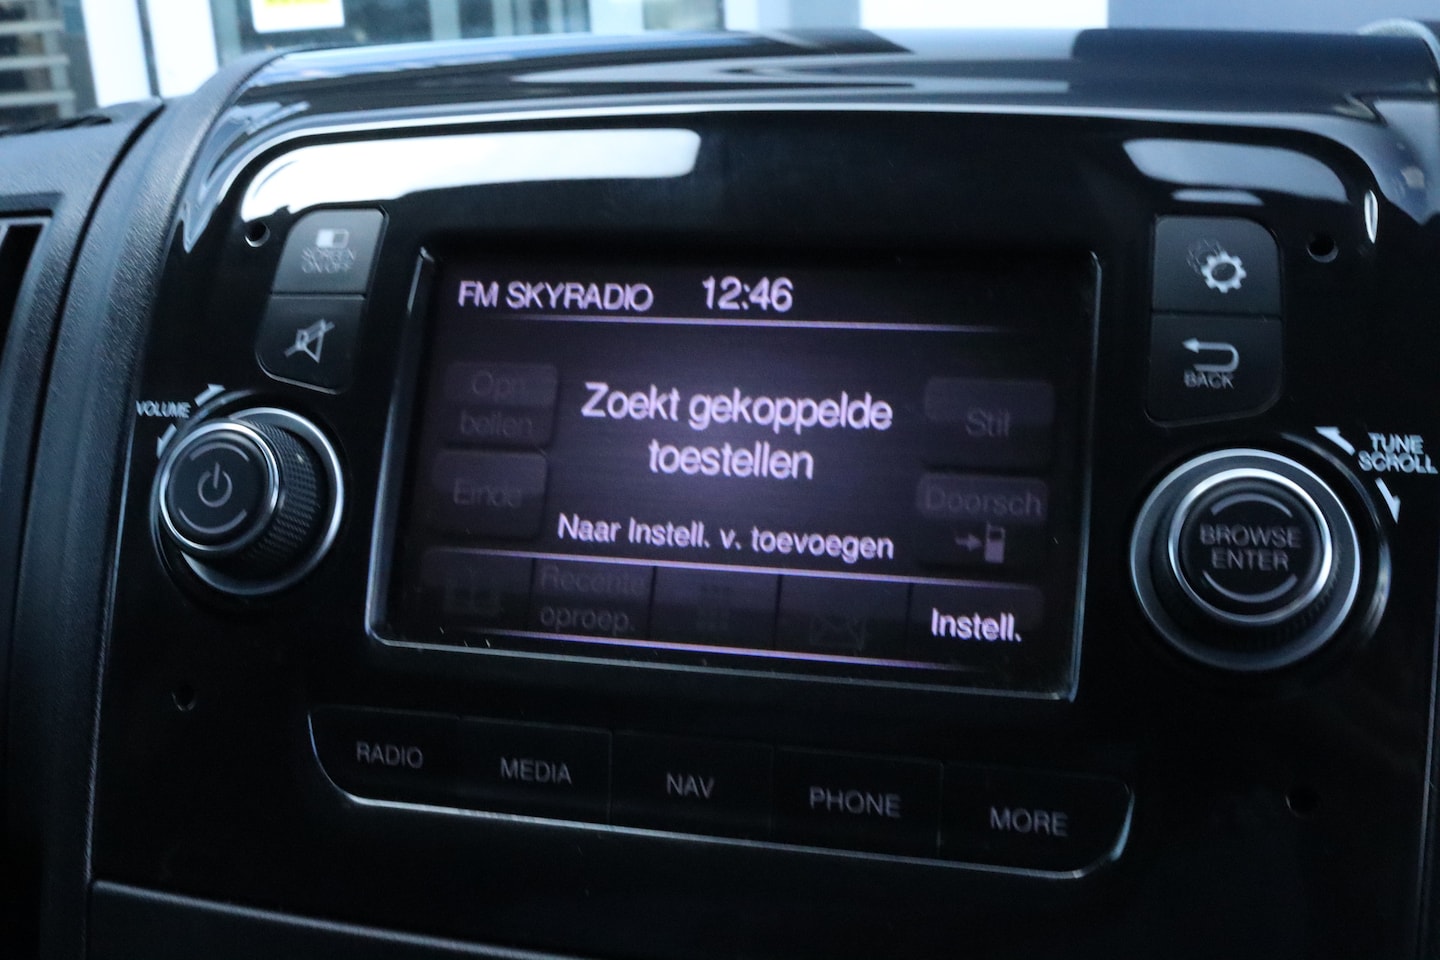 SCREEN
ON/OFF
FM SKYRADIO 12:46
BACK
VOLUME
TUNE
SCROLL
Op
bellen
Zoekt gekoppelde
toestellen
Stil
Einde
Doorsch
Naar Instell. v. toevoegen
BROWSE
ENTER
Recente
oproep.
Instell.
RADIO
MEDIA
NAV
PHONE
MORE